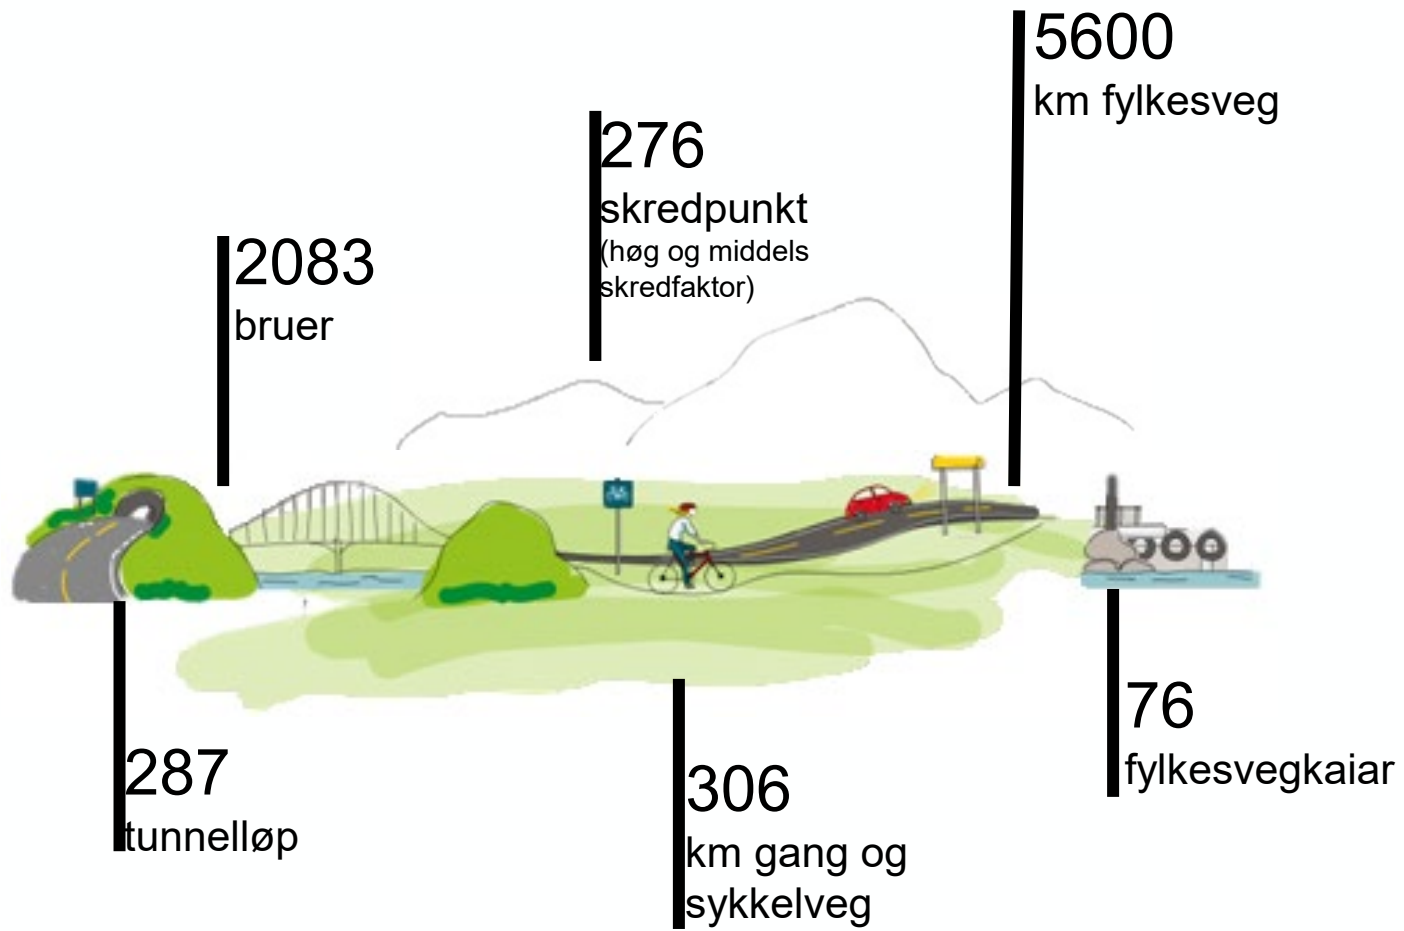 5600
km fylkesveg
276
skredpunkt
(høg og middels
skredfaktor)
2083
bruer
287
tunnelløp
306
km gang og
sykkelveg
76
fylkesvegkaiar